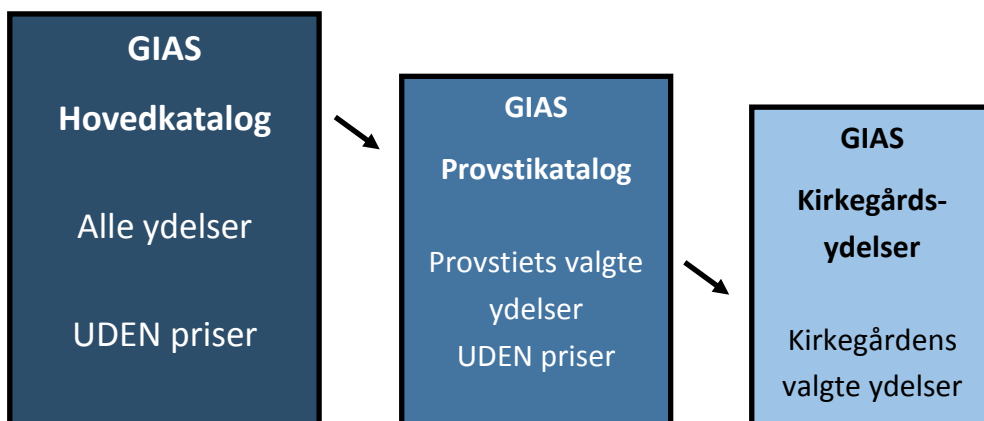 GIAS
Hovedkatalog
Alle ydelser
UDEN priser
GIAS
Provstikatalog
Provstiets valgte
ydelser
UDEN priser
GIAS
Kirkegårds-
ydelser
Kirkegårdens
valgte ydelser